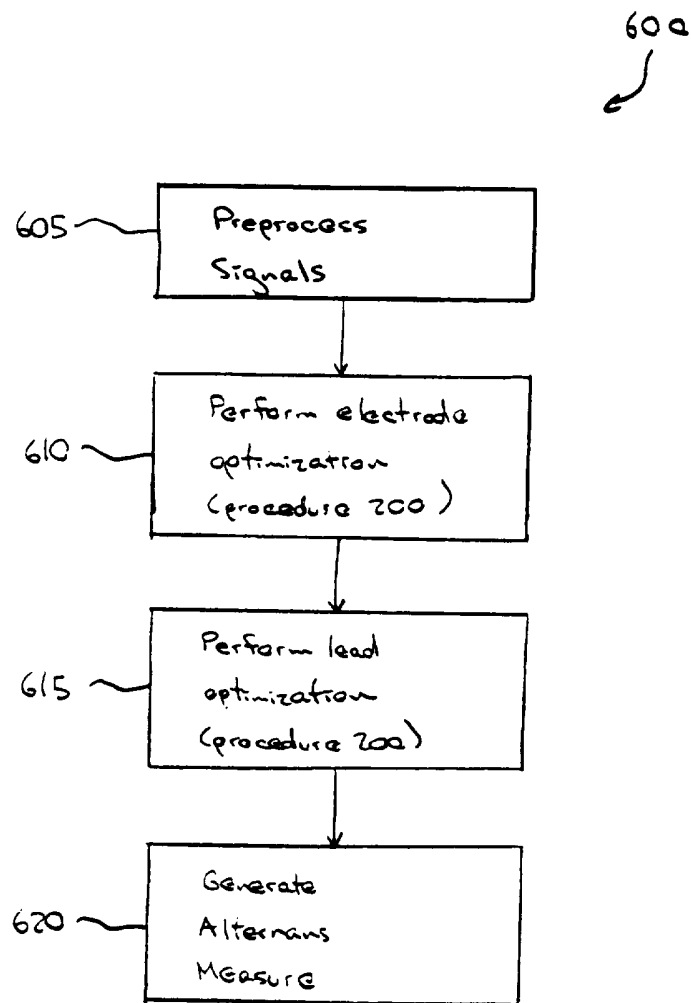 600
605
Preprocess
Signals
610
Perform electrode
optimization
(procedure 200)
615
Perform lead
optimization
(procedure 200)
620
Generate
Alternans
Measure